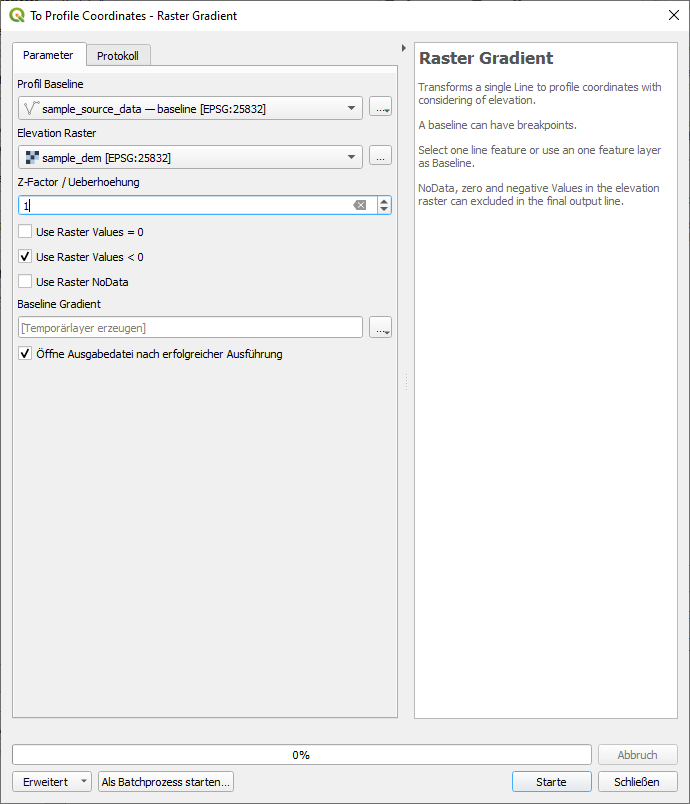 To Profile Coordinates - Raster Gradient
Parameter
Protokoll
Profil Baseline
sample_source_data — baseline [EPSG:25832]
...
Elevation Raster
sample_dem [EPSG:25832]
...
Z-Factor / Ueberhoehung
1
Use Raster Values = 0
Use Raster Values < 0
Use Raster NoData
Baseline Gradient
[Temporärlayer erzeugen]
...
Öffne Ausgabedatei nach erfolgreicher Ausführung
Raster Gradient
Transforms a single Line to profile coordinates with
considering of elevation.
A baseline can have breakpoints.
Select one line feature or use an one feature layer
as Baseline.
NoData, zero and negative Values in the elevation
raster can excluded in the final output line.
0%
Abbruch
Erweitert
Als Batchprozess starten...
Starte
Schließen